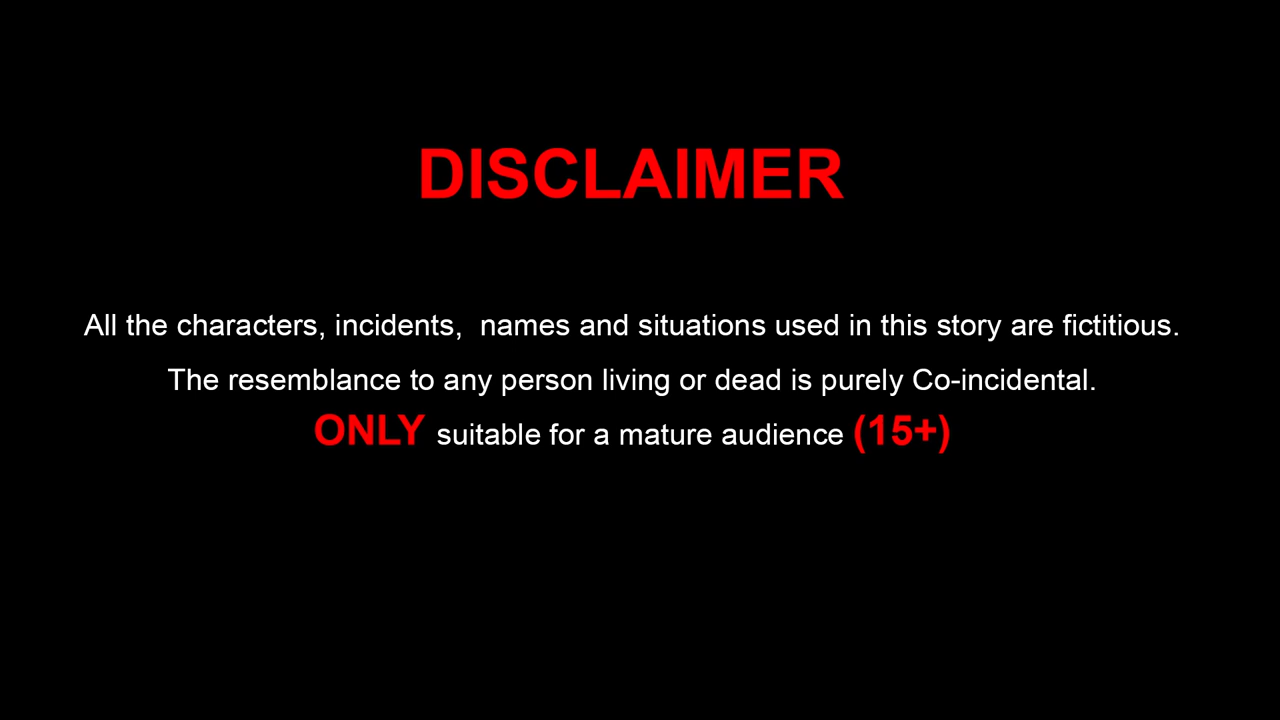 DISCLAIMER
All the characters, incidents,  names and situations used in this story are fictitious.
The resemblance to any person living or dead is purely Co-incidental.
ONLY suitable for a mature audience (15+)